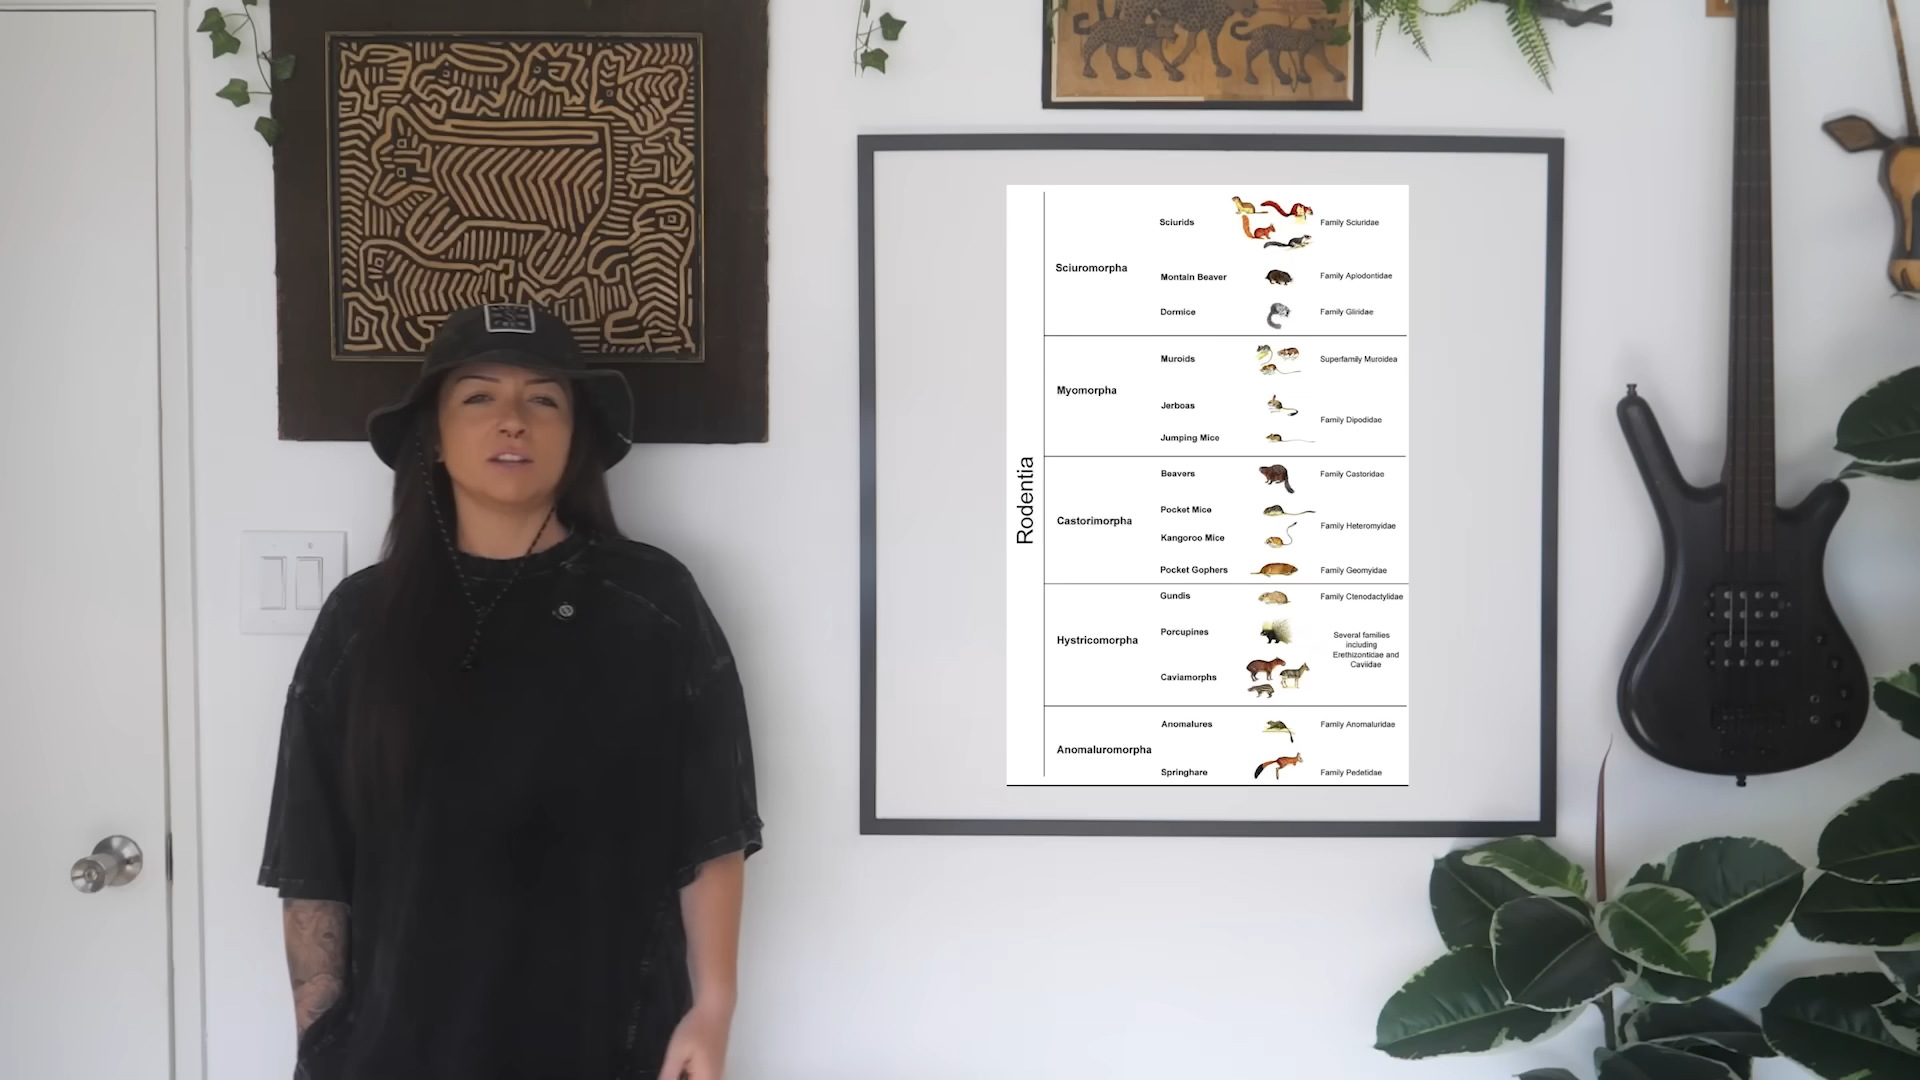 Rodentia
Sciuromorpha
Sciurids Family Sciuridae
Montain Beaver Family Aplodontidae
Dormice Family Gliridae
Myomorpha
Muroids Superfamily Muroidea
Jerboas
Jumping Mice
Family Dipodidae
Castorimorpha
Beavers Family Castoridae
Pocket Mice
Kangaroo Mice
Family Heteromyidae
Pocket Gophers Family Geomyidae
Hystricomorpha
Gundis Family Ctenodactylidae
Porcupines
Caviamorphs
Several families
including
Erethizontidae and
Caviidae
Anomaluromorpha
Anomalures Family Anomaluridae
Springhare Family Pedetidae